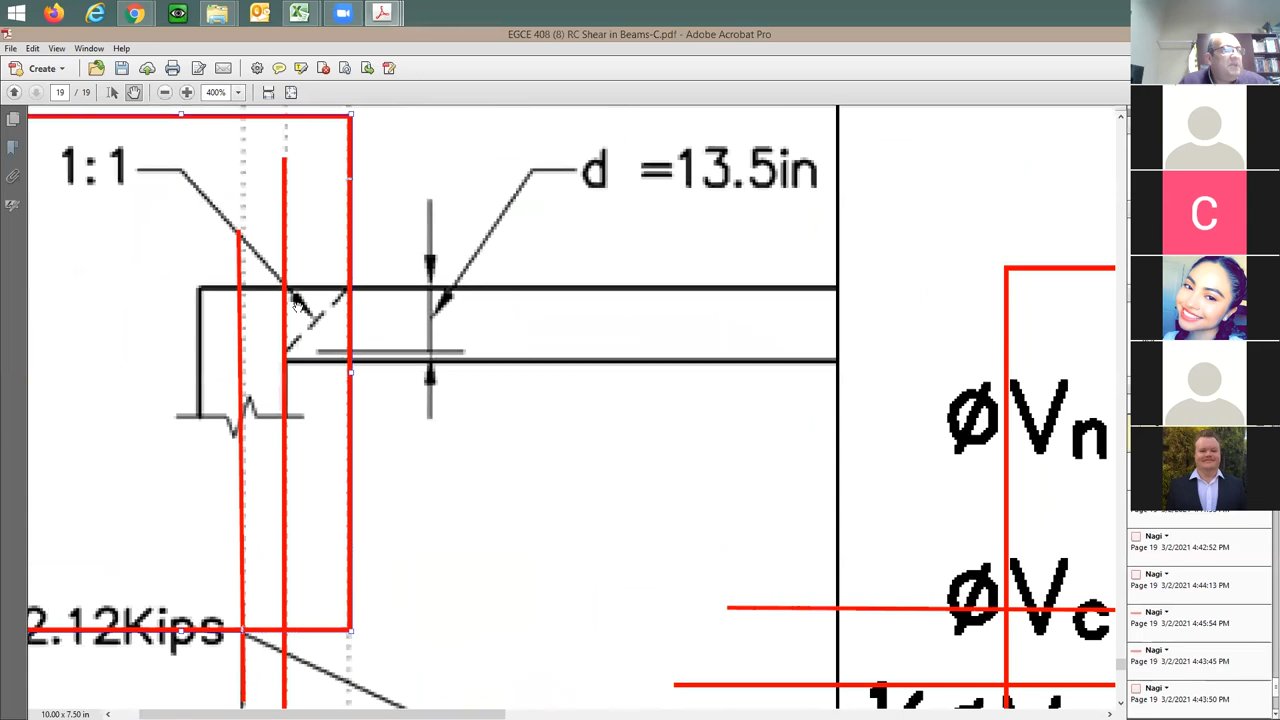 EGCE 408 (8) RC Shear in Beams-C.pdf - Adobe Acrobat Pro
File Edit View Window Help
Create
19 / 19 400%
1:1
d =13.5in
C
ØVn
2.12Kips
ØVc
Nagi
Page 19 3/2/2021 4:42:52 PM
Nagi
Page 19 3/2/2021 4:44:13 PM
Nagi
Page 19 3/2/2021 4:45:54 PM
Nagi
Page 19 3/2/2021 4:43:45 PM
Nagi
Page 19 3/2/2021 4:43:50 PM
10.00 x 7.50 in